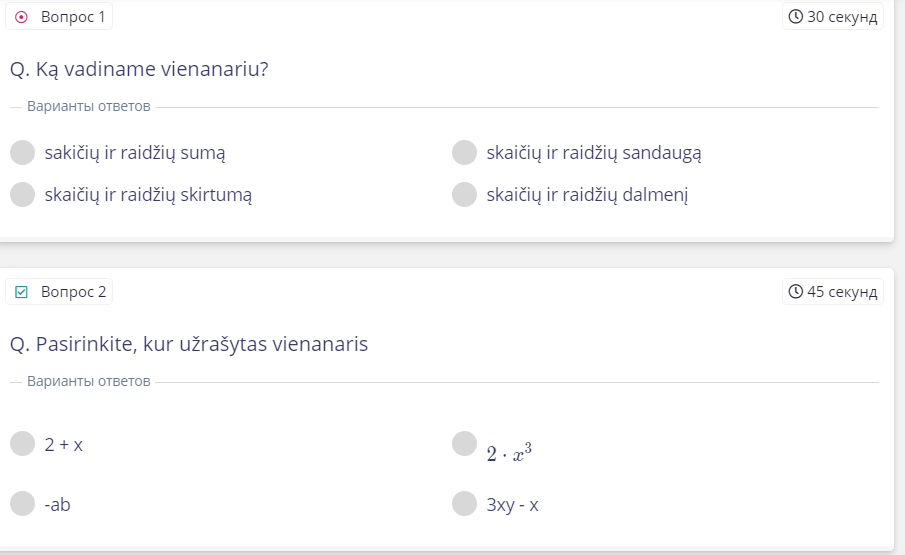 Вопрос 1 30 секунд
Q. Ką vadiname vienanariu?
Варианты ответов
sakičių ir raidžių sumą skaičių ir raidžių sandaugą
skaičių ir raidžių skirtumą skaičių ir raidžių dalmenį
Вопрос 2 45 секунд
Q. Pasirinkite, kur užrašytas vienanaris
Варианты ответов
2 + x 2 · x³
-ab 3xy - x